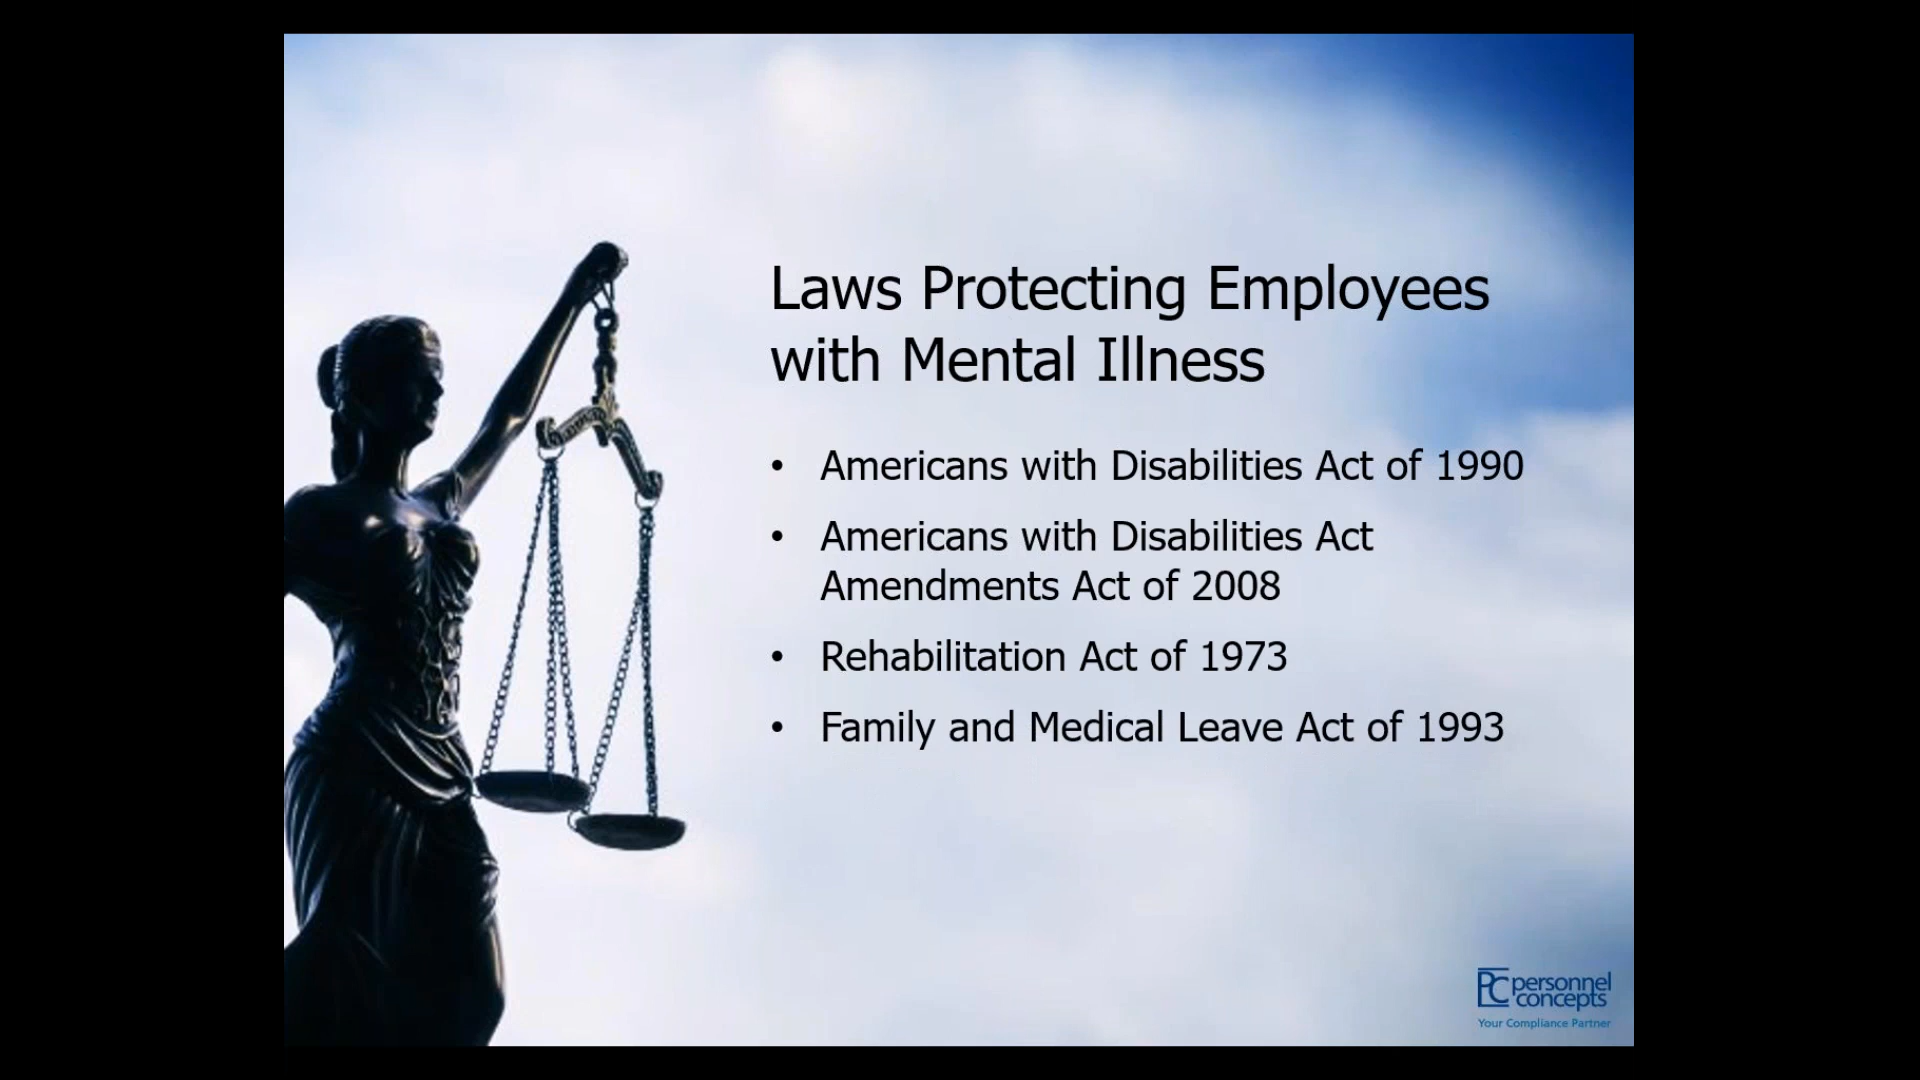 Laws Protecting Employees
with Mental Illness
• Americans with Disabilities Act of 1990
• Americans with Disabilities Act
Amendments Act of 2008
• Rehabilitation Act of 1973
• Family and Medical Leave Act of 1993
PC personnel
concepts
Your Compliance Partner